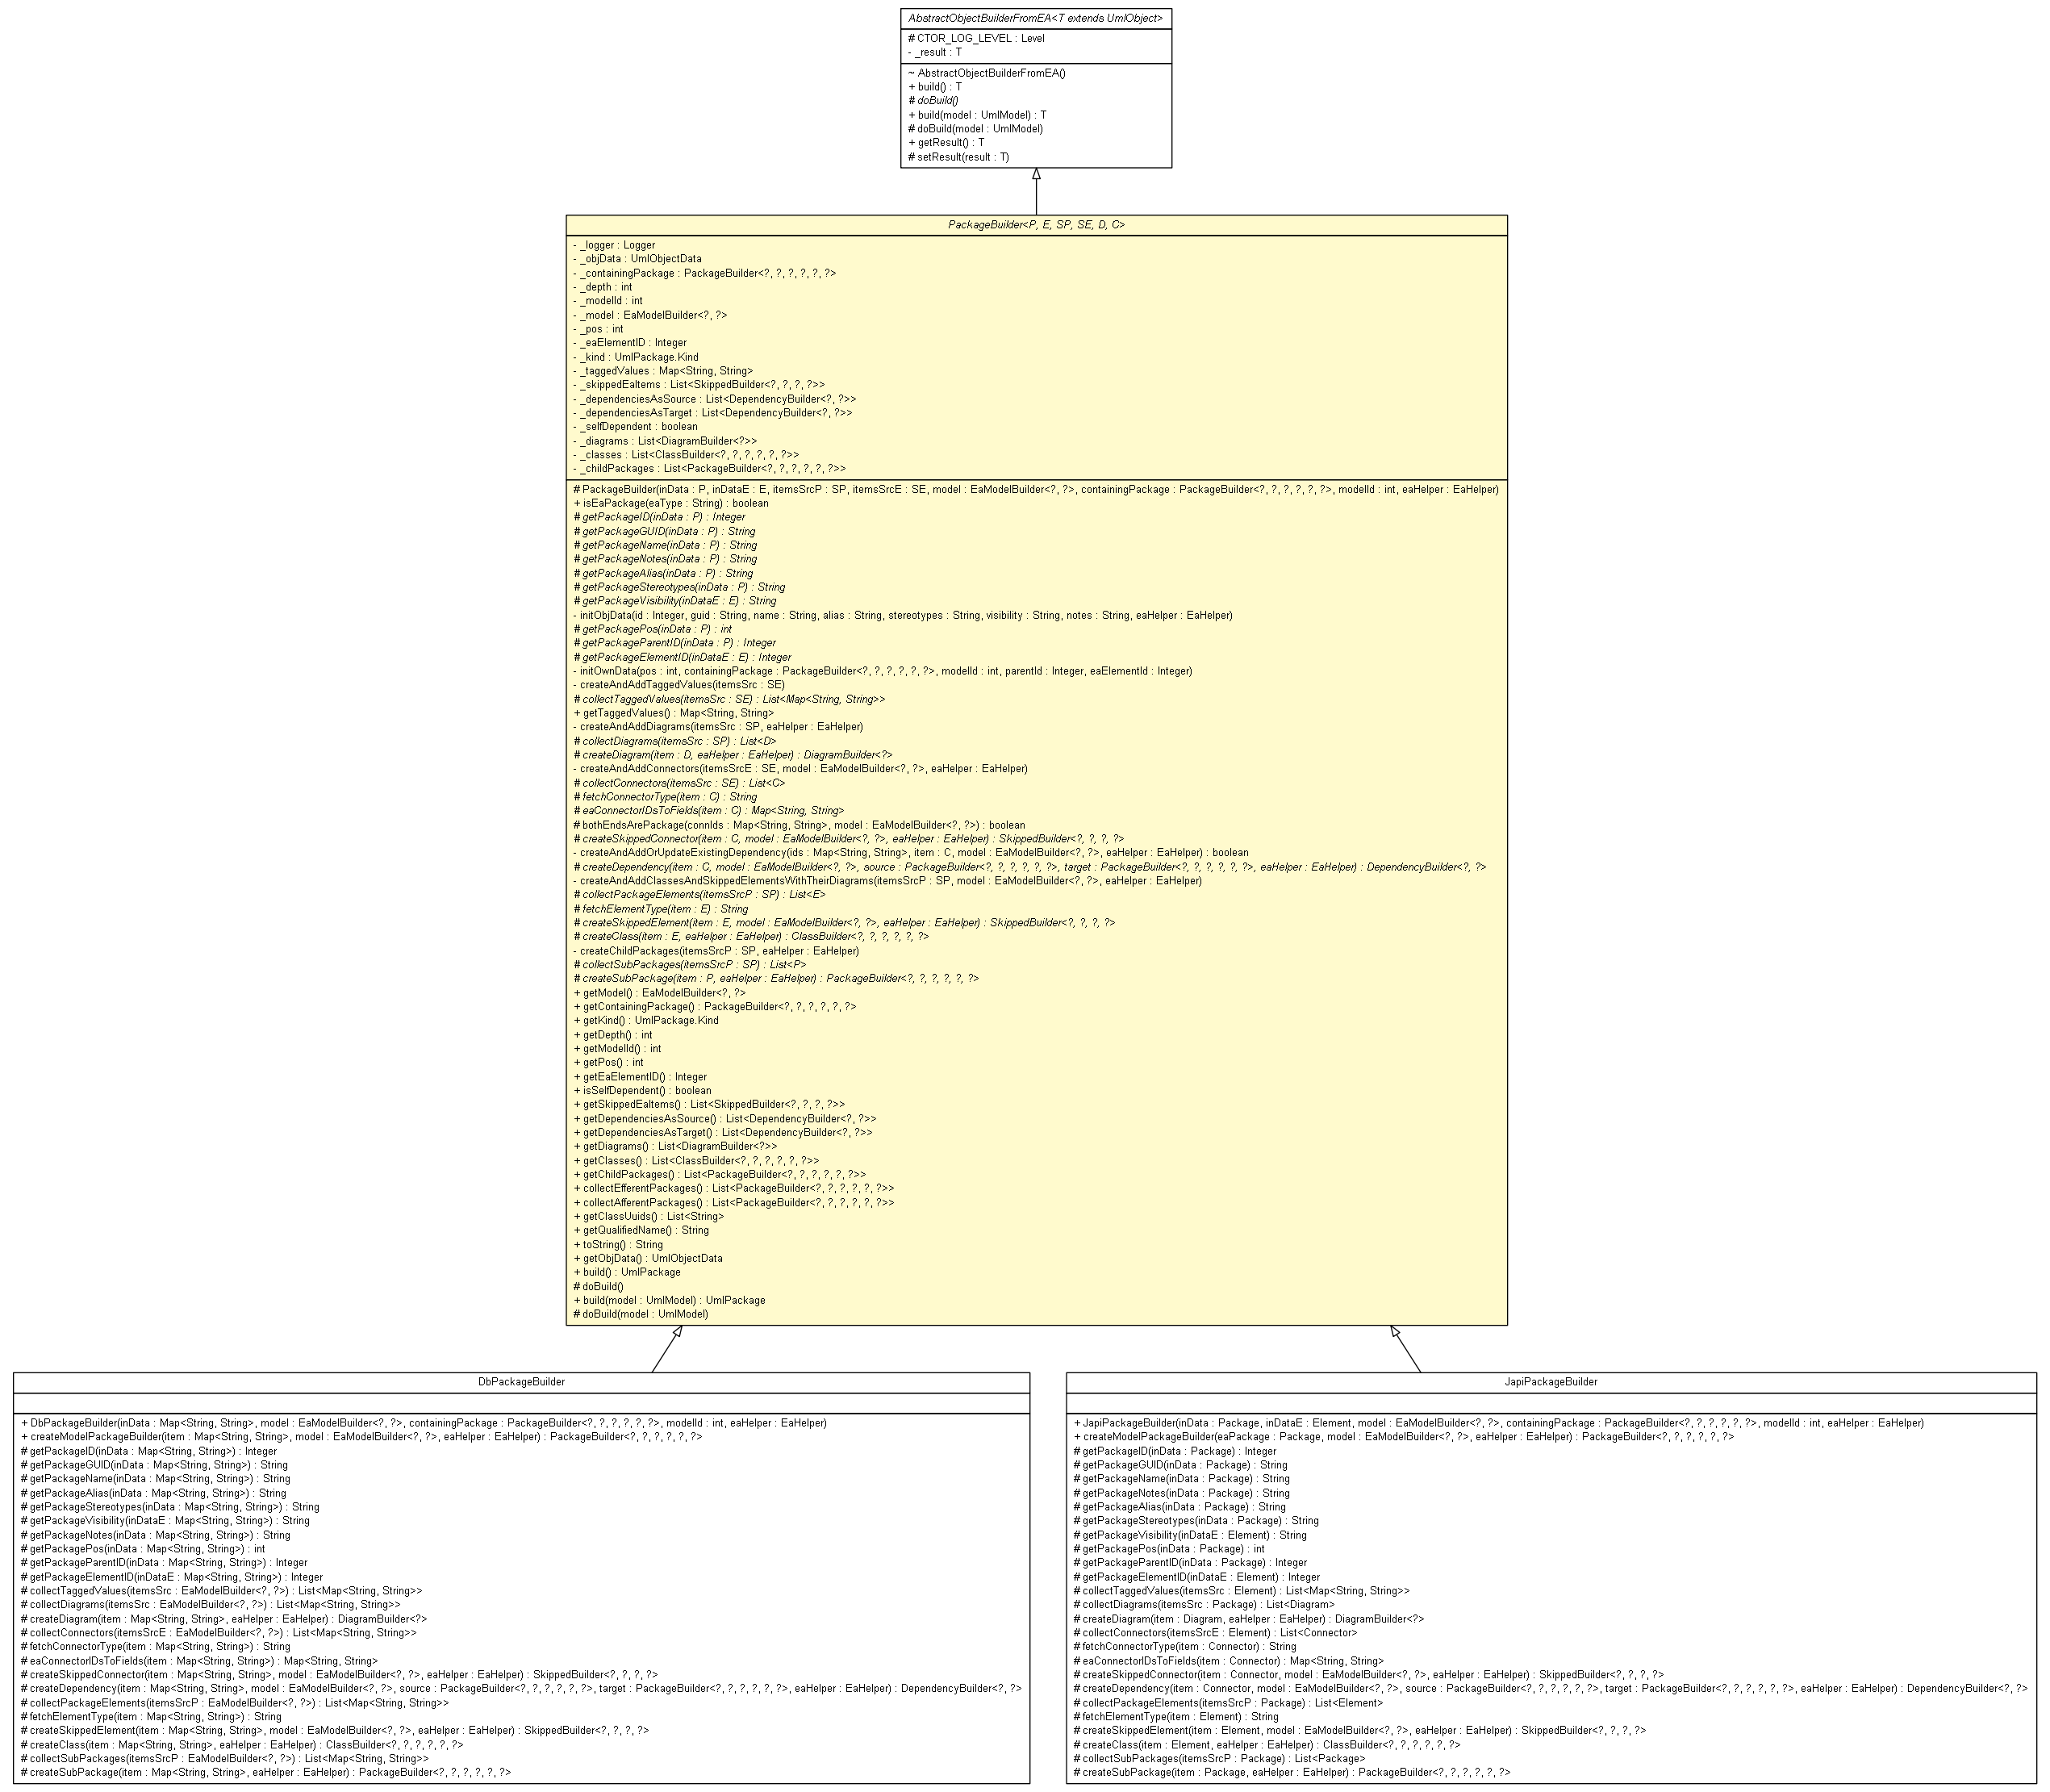 AbstractObjectBuilderFromEA<T extends UmlObject>
# CTOR_LOG_LEVEL : Level
- _result : T
~ AbstractObjectBuilderFromEA()
+ build() : T
# doBuild()
+ build(model : UmlModel) : T
# doBuild(model : UmlModel)
+ getResult() : T
# setResult(result : T)
PackageBuilder<P, E, SP, SE, D, C>
- _logger : Logger
- _objData : UmlObjectData
- _containingPackage : PackageBuilder<?, ?, ?, ?, ?, ?>
- _depth : int
- _modelId : int
- _model : EaModelBuilder<?, ?>
- _pos : int
- _eaElementID : Integer
- _kind : UmlPackage.Kind
- _taggedValues : Map<String, String>
- _skippedEaItems : List<SkippedBuilder<?, ?, ?, ?>>
- _dependenciesAsSource : List<DependencyBuilder<?, ?>>
- _dependenciesAsTarget : List<DependencyBuilder<?, ?>>
- _selfDependent : boolean
- _diagrams : List<DiagramBuilder<?>>
- _classes : List<ClassBuilder<?, ?, ?, ?, ?, ?>>
- _childPackages : List<PackageBuilder<?, ?, ?, ?, ?, ?>>
# PackageBuilder(inData : P, inDataE : E, itemsSrcP : SP, itemsSrcE : SE, model : EaModelBuilder<?, ?>, containingPackage : PackageBuilder<?, ?, ?, ?, ?, ?>, modelId : int, eaHelper : EaHelper)
+ isEaPackage(eaType : String) : boolean
# getPackageID(inData : P) : Integer
# getPackageGUID(inData : P) : String
# getPackageName(inData : P) : String
# getPackageNotes(inData : P) : String
# getPackageAlias(inData : P) : String
# getPackageStereotypes(inData : P) : String
# getPackageVisibility(inDataE : E) : String
- initObjData(id : Integer, guid : String, name : String, alias : String, stereotypes : String, visibility : String, notes : String, eaHelper : EaHelper)
# getPackagePos(inData : P) : int
# getPackageParentID(inData : P) : Integer
# getPackageElementID(inDataE : E) : Integer
- initOwnData(pos : int, containingPackage : PackageBuilder<?, ?, ?, ?, ?, ?>, modelId : int, parentId : Integer, eaElementId : Integer)
- createAndAddTaggedValues(itemsSrc : SE)
# collectTaggedValues(itemsSrc : SE) : List<Map<String, String>>
+ getTaggedValues() : Map<String, String>
- createAndAddDiagrams(itemsSrc : SP, eaHelper : EaHelper)
# collectDiagrams(itemsSrc : SP) : List<D>
# createDiagram(item : D, eaHelper : EaHelper) : DiagramBuilder<?>
- createAndAddConnectors(itemsSrcE : SE, model : EaModelBuilder<?, ?>, eaHelper : EaHelper)
# collectConnectors(itemsSrc : SE) : List<C>
# fetchConnectorType(item : C) : String
# eaConnectorIDsToFields(item : C) : Map<String, String>
# bothEndsArePackage(connIds : Map<String, String>, model : EaModelBuilder<?, ?>) : boolean
# createSkippedConnector(item : C, model : EaModelBuilder<?, ?>, eaHelper : EaHelper) : SkippedBuilder<?, ?, ?, ?>
- createAndAddOrUpdateExistingDependency(ids : Map<String, String>, item : C, model : EaModelBuilder<?, ?>, eaHelper : EaHelper) : boolean
# createDependency(item : C, model : EaModelBuilder<?, ?>, source : PackageBuilder<?, ?, ?, ?, ?, ?>, target : PackageBuilder<?, ?, ?, ?, ?, ?>, eaHelper : EaHelper) : DependencyBuilder<?, ?>
- createAndAddClassesAndSkippedElementsWithTheirDiagrams(itemsSrcP : SP, model : EaModelBuilder<?, ?>, eaHelper : EaHelper)
# collectPackageElements(itemsSrcP : SP) : List<E>
# fetchElementType(item : E) : String
# createSkippedElement(item : E, model : EaModelBuilder<?, ?>, eaHelper : EaHelper) : SkippedBuilder<?, ?, ?, ?>
# createClass(item : E, eaHelper : EaHelper) : ClassBuilder<?, ?, ?, ?, ?, ?>
- createChildPackages(itemsSrcP : SP, eaHelper : EaHelper)
# collectSubPackages(itemsSrcP : SP) : List<P>
# createSubPackage(item : P, eaHelper : EaHelper) : PackageBuilder<?, ?, ?, ?, ?, ?>
+ getModel() : EaModelBuilder<?, ?>
+ getContainingPackage() : PackageBuilder<?, ?, ?, ?, ?, ?>
+ getKind() : UmlPackage.Kind
+ getDepth() : int
+ getModelId() : int
+ getPos() : int
+ getEaElementID() : Integer
+ isSelfDependent() : boolean
+ getSkippedEaItems() : List<SkippedBuilder<?, ?, ?, ?>>
+ getDependenciesAsSource() : List<DependencyBuilder<?, ?>>
+ getDependenciesAsTarget() : List<DependencyBuilder<?, ?>>
+ getDiagrams() : List<DiagramBuilder<?>>
+ getClasses() : List<ClassBuilder<?, ?, ?, ?, ?, ?>>
+ getChildPackages() : List<PackageBuilder<?, ?, ?, ?, ?, ?>>
+ collectEfferentPackages() : List<PackageBuilder<?, ?, ?, ?, ?, ?>>
+ collectAfferentPackages() : List<PackageBuilder<?, ?, ?, ?, ?, ?>>
+ getClassUuids() : List<String>
+ getQualifiedName() : String
+ toString() : String
+ getObjData() : UmlObjectData
+ build() : UmlPackage
# doBuild()
+ build(model : UmlModel) : UmlPackage
# doBuild(model : UmlModel)
DbPackageBuilder
+ DbPackageBuilder(inData : Map<String, String>, model : EaModelBuilder<?, ?>, containingPackage : PackageBuilder<?, ?, ?, ?, ?, ?>, modelId : int, eaHelper : EaHelper)
+ createModelPackageBuilder(item : Map<String, String>, model : EaModelBuilder<?, ?>, eaHelper : EaHelper) : PackageBuilder<?, ?, ?, ?, ?, ?>
# getPackageID(inData : Map<String, String>) : Integer
# getPackageGUID(inData : Map<String, String>) : String
# getPackageName(inData : Map<String, String>) : String
# getPackageAlias(inData : Map<String, String>) : String
# getPackageStereotypes(inData : Map<String, String>) : String
# getPackageVisibility(inDataE : Map<String, String>) : String
# getPackageNotes(inData : Map<String, String>) : String
# getPackagePos(inData : Map<String, String>) : int
# getPackageParentID(inData : Map<String, String>) : Integer
# getPackageElementID(inDataE : Map<String, String>) : Integer
# collectTaggedValues(itemsSrc : EaModelBuilder<?, ?>) : List<Map<String, String>>
# collectDiagrams(itemsSrc : EaModelBuilder<?, ?>) : List<Map<String, String>>
# createDiagram(item : Map<String, String>, eaHelper : EaHelper) : DiagramBuilder<?>
# collectConnectors(itemsSrcE : EaModelBuilder<?, ?>) : List<Map<String, String>>
# fetchConnectorType(item : Map<String, String>) : String
# eaConnectorIDsToFields(item : Map<String, String>) : Map<String, String>
# createSkippedConnector(item : Map<String, String>, model : EaModelBuilder<?, ?>, eaHelper : EaHelper) : SkippedBuilder<?, ?, ?, ?>
# createDependency(item : Map<String, String>, model : EaModelBuilder<?, ?>, source : PackageBuilder<?, ?, ?, ?, ?, ?>, target : PackageBuilder<?, ?, ?, ?, ?, ?>, eaHelper : EaHelper) : DependencyBuilder<?, ?>
# collectPackageElements(itemsSrcP : EaModelBuilder<?, ?>) : List<Map<String, String>>
# fetchElementType(item : Map<String, String>) : String
# createSkippedElement(item : Map<String, String>, model : EaModelBuilder<?, ?>, eaHelper : EaHelper) : SkippedBuilder<?, ?, ?, ?>
# createClass(item : Map<String, String>, eaHelper : EaHelper) : ClassBuilder<?, ?, ?, ?, ?, ?>
# collectSubPackages(itemsSrcP : EaModelBuilder<?, ?>) : List<Map<String, String>>
# createSubPackage(item : Map<String, String>, eaHelper : EaHelper) : PackageBuilder<?, ?, ?, ?, ?, ?>
JapiPackageBuilder
+ JapiPackageBuilder(inData : Package, inDataE : Element, model : EaModelBuilder<?, ?>, containingPackage : PackageBuilder<?, ?, ?, ?, ?, ?>, modelId : int, eaHelper : EaHelper)
+ createModelPackageBuilder(eaPackage : Package, model : EaModelBuilder<?, ?>, eaHelper : EaHelper) : PackageBuilder<?, ?, ?, ?, ?, ?>
# getPackageID(inData : Package) : Integer
# getPackageGUID(inData : Package) : String
# getPackageName(inData : Package) : String
# getPackageNotes(inData : Package) : String
# getPackageAlias(inData : Package) : String
# getPackageStereotypes(inData : Package) : String
# getPackageVisibility(inDataE : Element) : String
# getPackagePos(inData : Package) : int
# getPackageParentID(inData : Package) : Integer
# getPackageElementID(inDataE : Element) : Integer
# collectTaggedValues(itemsSrc : Element) : List<Map<String, String>>
# collectDiagrams(itemsSrc : Package) : List<Diagram>
# createDiagram(item : Diagram, eaHelper : EaHelper) : DiagramBuilder<?>
# collectConnectors(itemsSrcE : Element) : List<Connector>
# fetchConnectorType(item : Connector) : String
# eaConnectorIDsToFields(item : Connector) : Map<String, String>
# createSkippedConnector(item : Connector, model : EaModelBuilder<?, ?>, eaHelper : EaHelper) : SkippedBuilder<?, ?, ?, ?>
# createDependency(item : Connector, model : EaModelBuilder<?, ?>, source : PackageBuilder<?, ?, ?, ?, ?, ?>, target : PackageBuilder<?, ?, ?, ?, ?, ?>, eaHelper : EaHelper) : DependencyBuilder<?, ?>
# collectPackageElements(itemsSrcP : Package) : List<Element>
# fetchElementType(item : Element) : String
# createSkippedElement(item : Element, model : EaModelBuilder<?, ?>, eaHelper : EaHelper) : SkippedBuilder<?, ?, ?, ?>
# createClass(item : Element, eaHelper : EaHelper) : ClassBuilder<?, ?, ?, ?, ?, ?>
# collectSubPackages(itemsSrcP : Package) : List<Package>
# createSubPackage(item : Package, eaHelper : EaHelper) : PackageBuilder<?, ?, ?, ?, ?, ?>